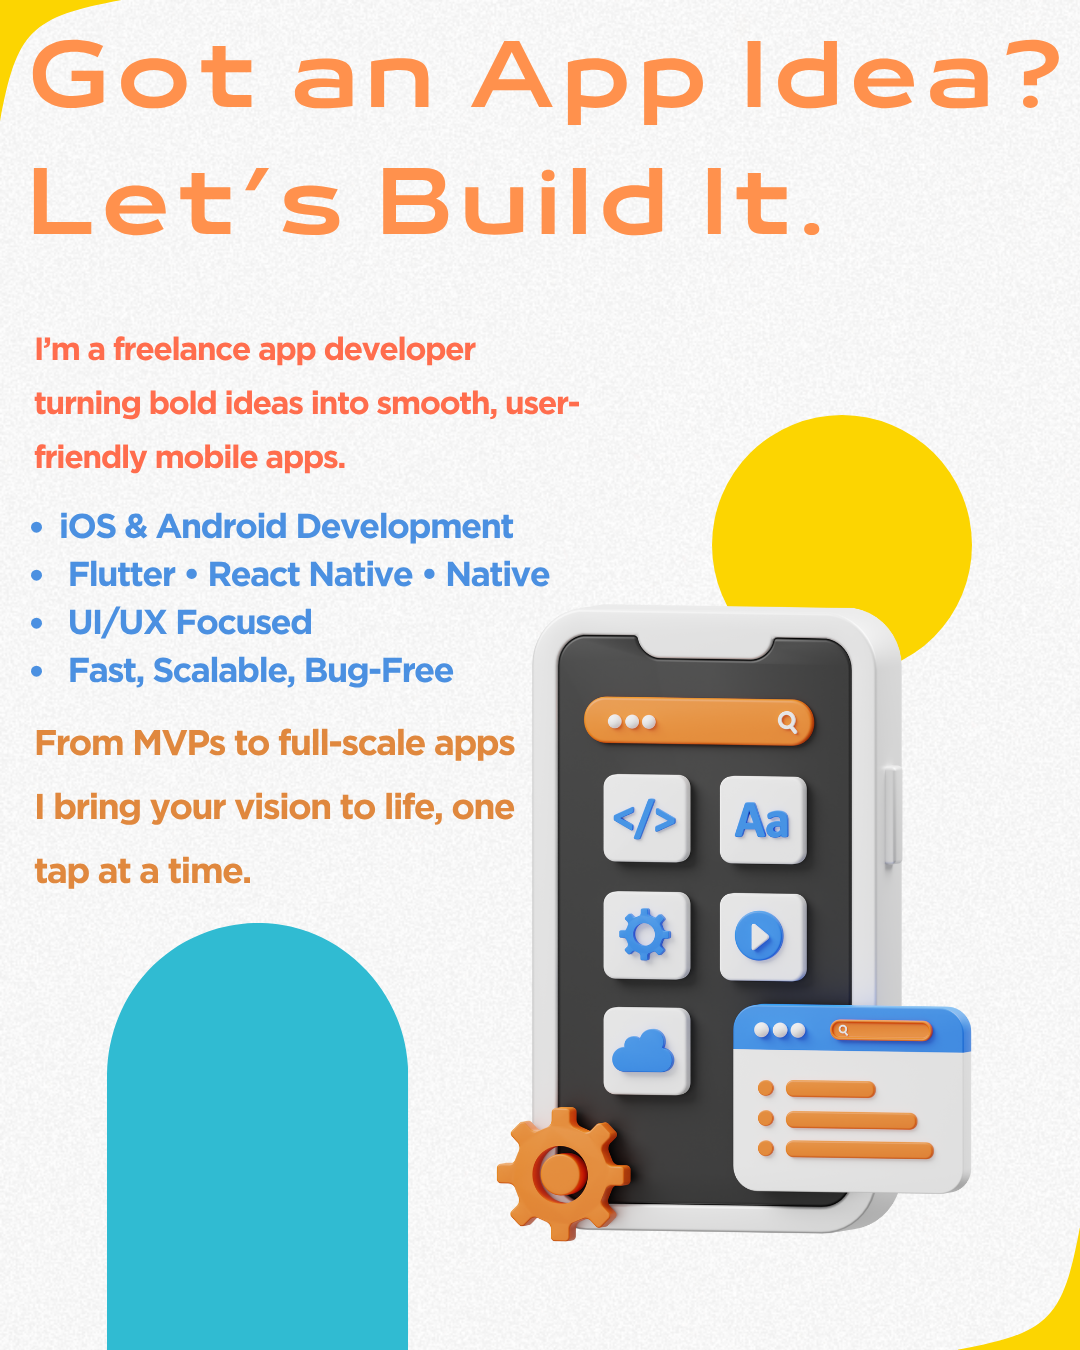 Got an App Idea?
Let's Build It.
I'm a freelance app developer
turning bold ideas into smooth, user-
friendly mobile apps.
• iOS & Android Development
• Flutter • React Native • Native
• UI/UX Focused
• Fast, Scalable, Bug-Free
From MVPs to full-scale apps
I bring your vision to life, one
tap at a time.
</>
Aa